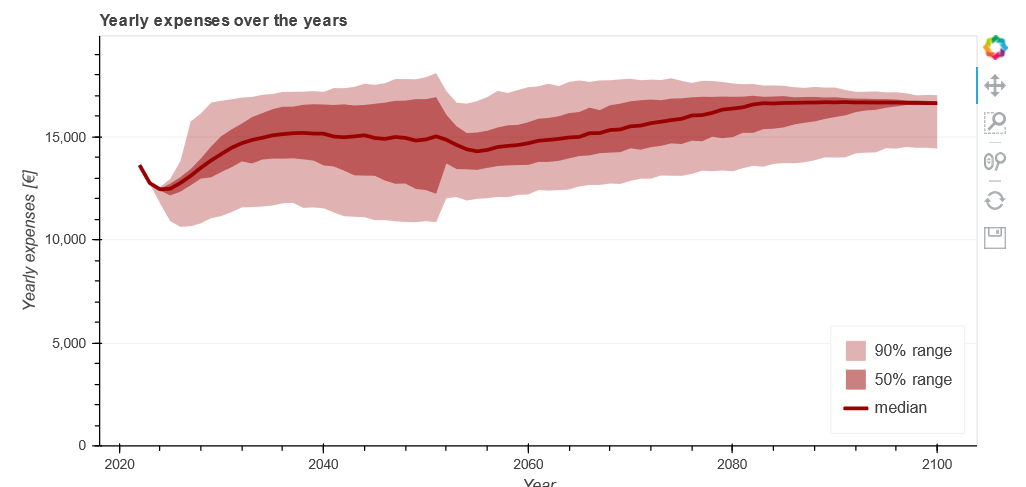 Yearly expenses over the years
Yearly expenses [€]
15,000
10,000
5,000
0
2020
2040
2060
2080
2100
Year
90% range
50% range
median